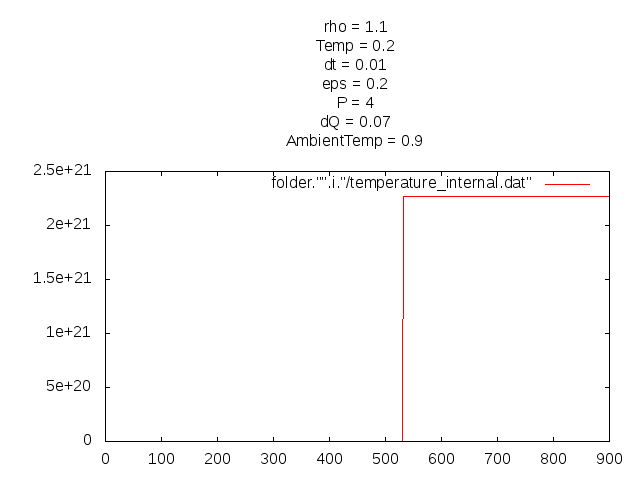 rho = 1.1
Temp = 0.2
dt = 0.01
eps = 0.2
P = 4
dQ = 0.07
AmbientTemp = 0.9
2.5e+21
folder."".i."/temperature_internal.dat"
2e+21
1.5e+21
1e+21
5e+20
0
0 100 200 300 400 500 600 700 800 900